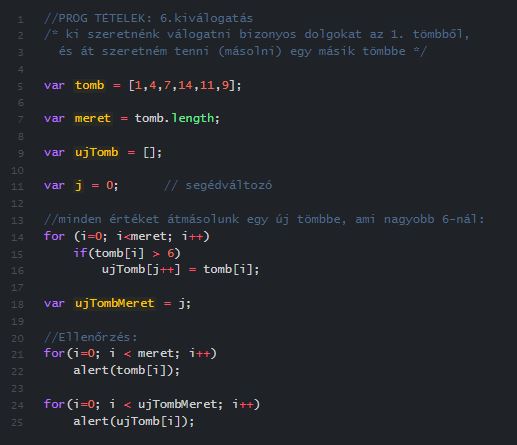 1 //PROG TÉTELEK: 6.kiválogatás
2 /* ki szeretnénk válogatni bizonyos dolgokat az 1. tömbből,
3 és át szeretném tenni (másolni) egy másik tömbbe */
4
5 var tomb = [1,4,7,14,11,9];
6
7 var meret = tomb.length;
8
9 var ujTomb = [];
10
11 var j = 0; // segédváltozó
12
13 //minden értéket átmásolunk egy új tömbbe, ami nagyobb 6-nál:
14 for (i=0; i<meret; i++)
15 if(tomb[i] > 6)
16 ujTomb[j++] = tomb[i];
17
18 var ujTombMeret = j;
19
20 //Ellenőrzés:
21 for(i=0; i < meret; i++)
22 alert(tomb[i]);
23
24 for(i=0; i < ujTombMeret; i++)
25 alert(ujTomb[i]);